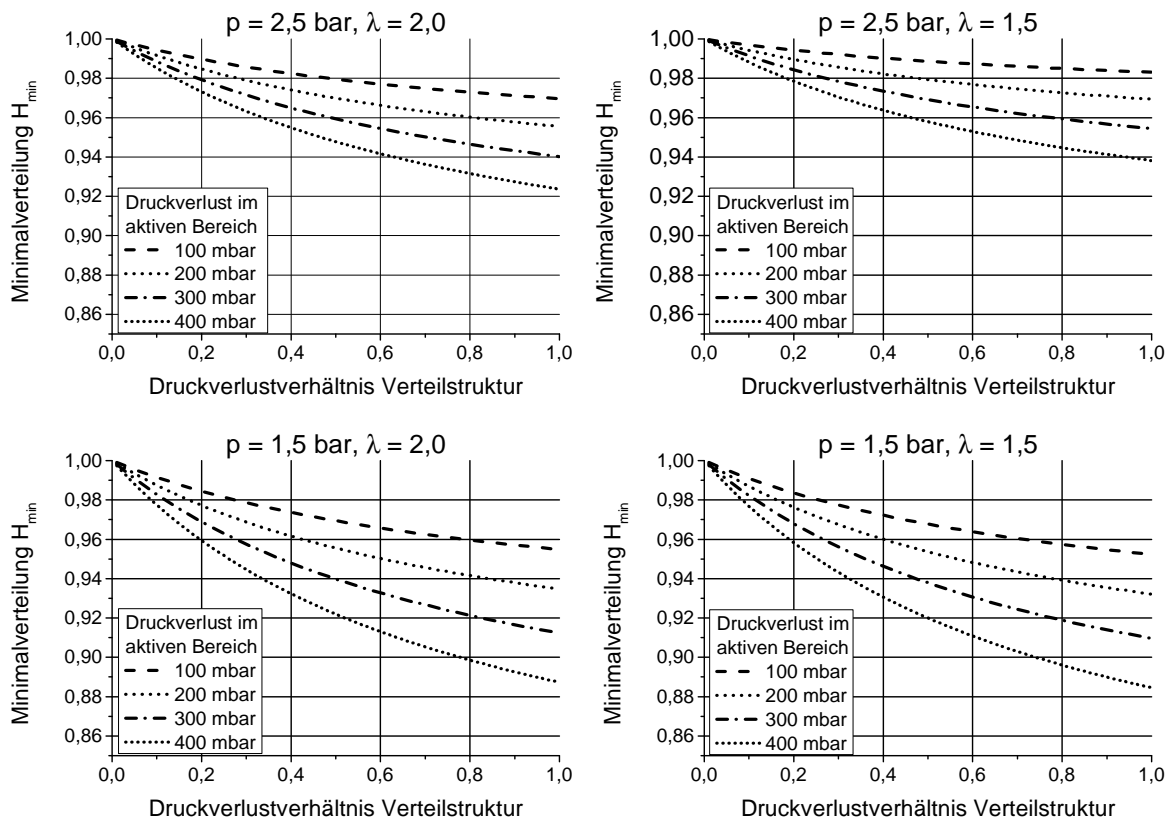 p = 2,5 bar, λ = 2,0
Minimalverteilung H_min
1,00
0,98
0,96
0,94
0,92
0,90
0,88
0,86
Druckverlust im
aktiven Bereich
100 mbar
200 mbar
300 mbar
400 mbar
0,0 0,2 0,4 0,6 0,8 1,0
Druckverlustverhältnis Verteilstruktur
p = 2,5 bar, λ = 1,5
Minimalverteilung H_min
1,00
0,98
0,96
0,94
0,92
0,90
0,88
0,86
Druckverlust im
aktiven Bereich
100 mbar
200 mbar
300 mbar
400 mbar
0,0 0,2 0,4 0,6 0,8 1,0
Druckverlustverhältnis Verteilstruktur
p = 1,5 bar, λ = 2,0
Minimalverteilung H_min
1,00
0,98
0,96
0,94
0,92
0,90
0,88
0,86
Druckverlust im
aktiven Bereich
100 mbar
200 mbar
300 mbar
400 mbar
0,0 0,2 0,4 0,6 0,8 1,0
Druckverlustverhältnis Verteilstruktur
p = 1,5 bar, λ = 1,5
Minimalverteilung H_min
1,00
0,98
0,96
0,94
0,92
0,90
0,88
0,86
Druckverlust im
aktiven Bereich
100 mbar
200 mbar
300 mbar
400 mbar
0,0 0,2 0,4 0,6 0,8 1,0
Druckverlustverhältnis Verteilstruktur